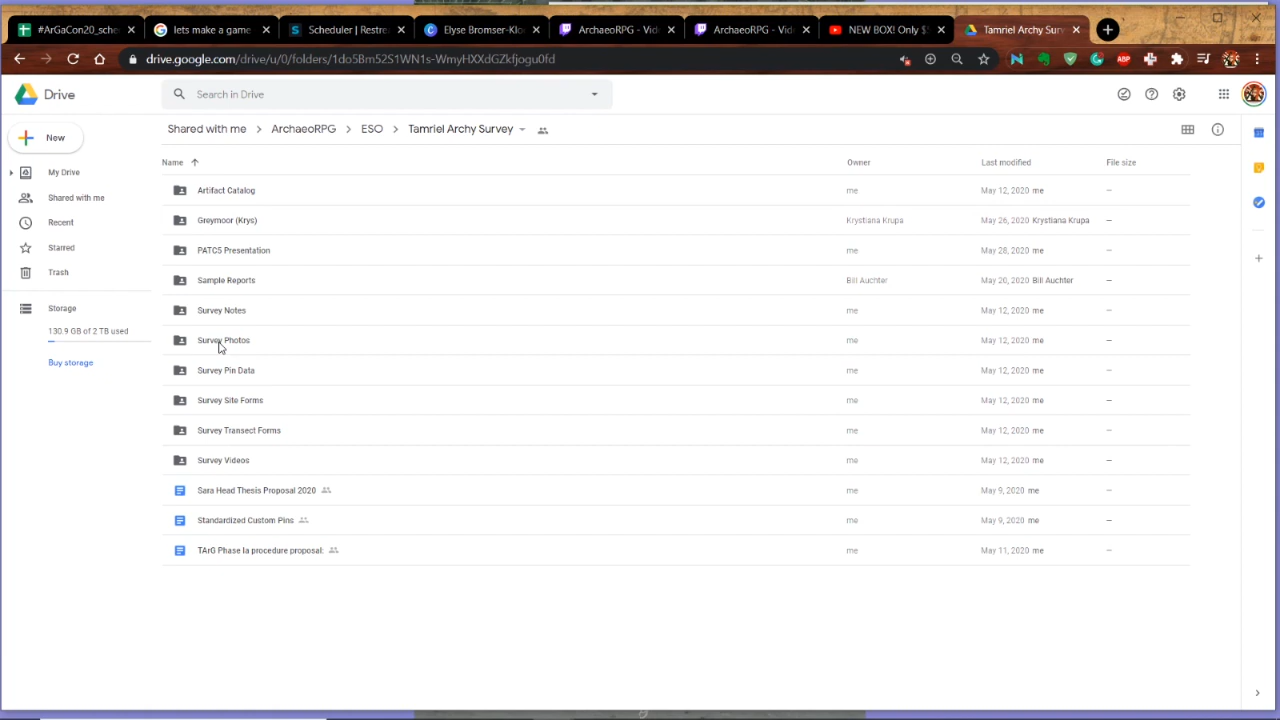 #ArGaCon20_sche
lets make a game
Scheduler | Restrea
Elyse Bromser-Kloe
ArchaeoRPG - Vide
ArchaeoRPG - Vide
NEW BOX! Only $
Tamriel Archy Surv
drive.google.com/drive/u/0/folders/1do5Bm52S1WN1s-WmyHXXdGZkfjogu0fd
ABP
Drive
Search in Drive
New
Shared with me > ArchaeoRPG > ESO > Tamriel Archy Survey
My Drive
Shared with me
Recent
Starred
Trash
Storage
130.9 GB of 2 TB used
Buy storage
Name Owner Last modified File size
Artifact Catalog me May 12, 2020 me –
Greymoor (Krys) Krystiana Krupa May 26, 2020 Krystiana Krupa –
PATC5 Presentation me May 28, 2020 me –
Sample Reports Bill Auchter May 20, 2020 Bill Auchter –
Survey Notes me May 12, 2020 me –
Survey Photos me May 12, 2020 me –
Survey Pin Data me May 12, 2020 me –
Survey Site Forms me May 12, 2020 me –
Survey Transect Forms me May 12, 2020 me –
Survey Videos me May 12, 2020 me –
Sara Head Thesis Proposal 2020 me May 9, 2020 me –
Standardized Custom Pins me May 9, 2020 me –
TArG Phase Ia procedure proposal: me May 11, 2020 me –